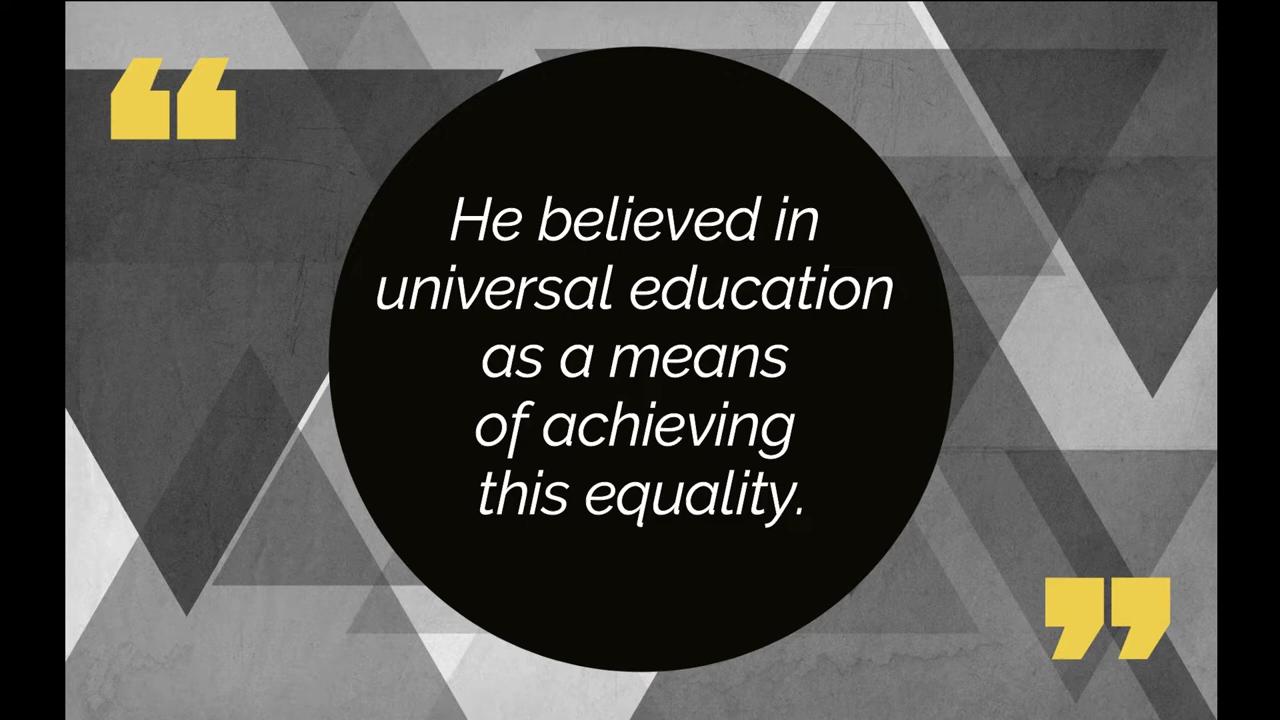 “
He believed in
universal education
as a means
of achieving
this equality.
”